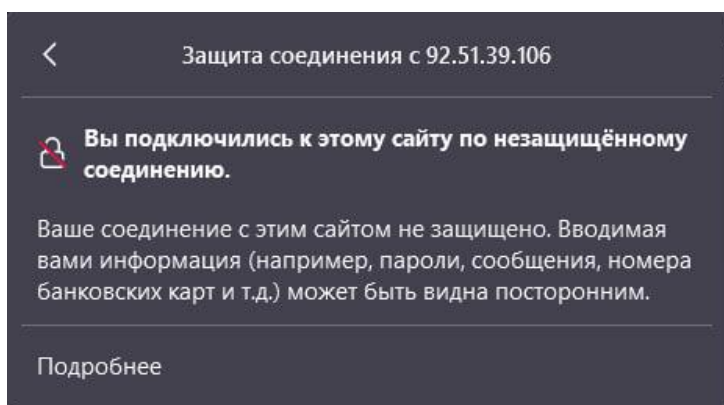 Защита соединения с 92.51.39.106
Вы подключились к этому сайту по незащищённому
соединению.
Ваше соединение с этим сайтом не защищено. Вводимая
вами информация (например, пароли, сообщения, номера
банковских карт и т.д.) может быть видна посторонним.
Подробнее